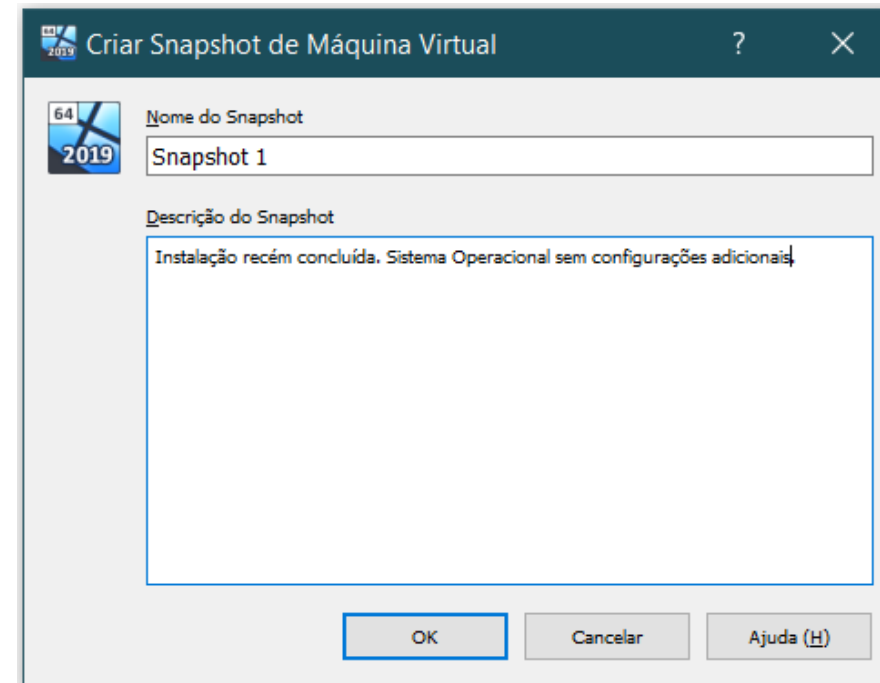 64
2019
Criar Snapshot de Máquina Virtual ? X
64
2019
Nome do Snapshot
Snapshot 1
Descrição do Snapshot
Instalação recém concluída. Sistema Operacional sem configurações adicionais.
OK Cancelar Ajuda (H)